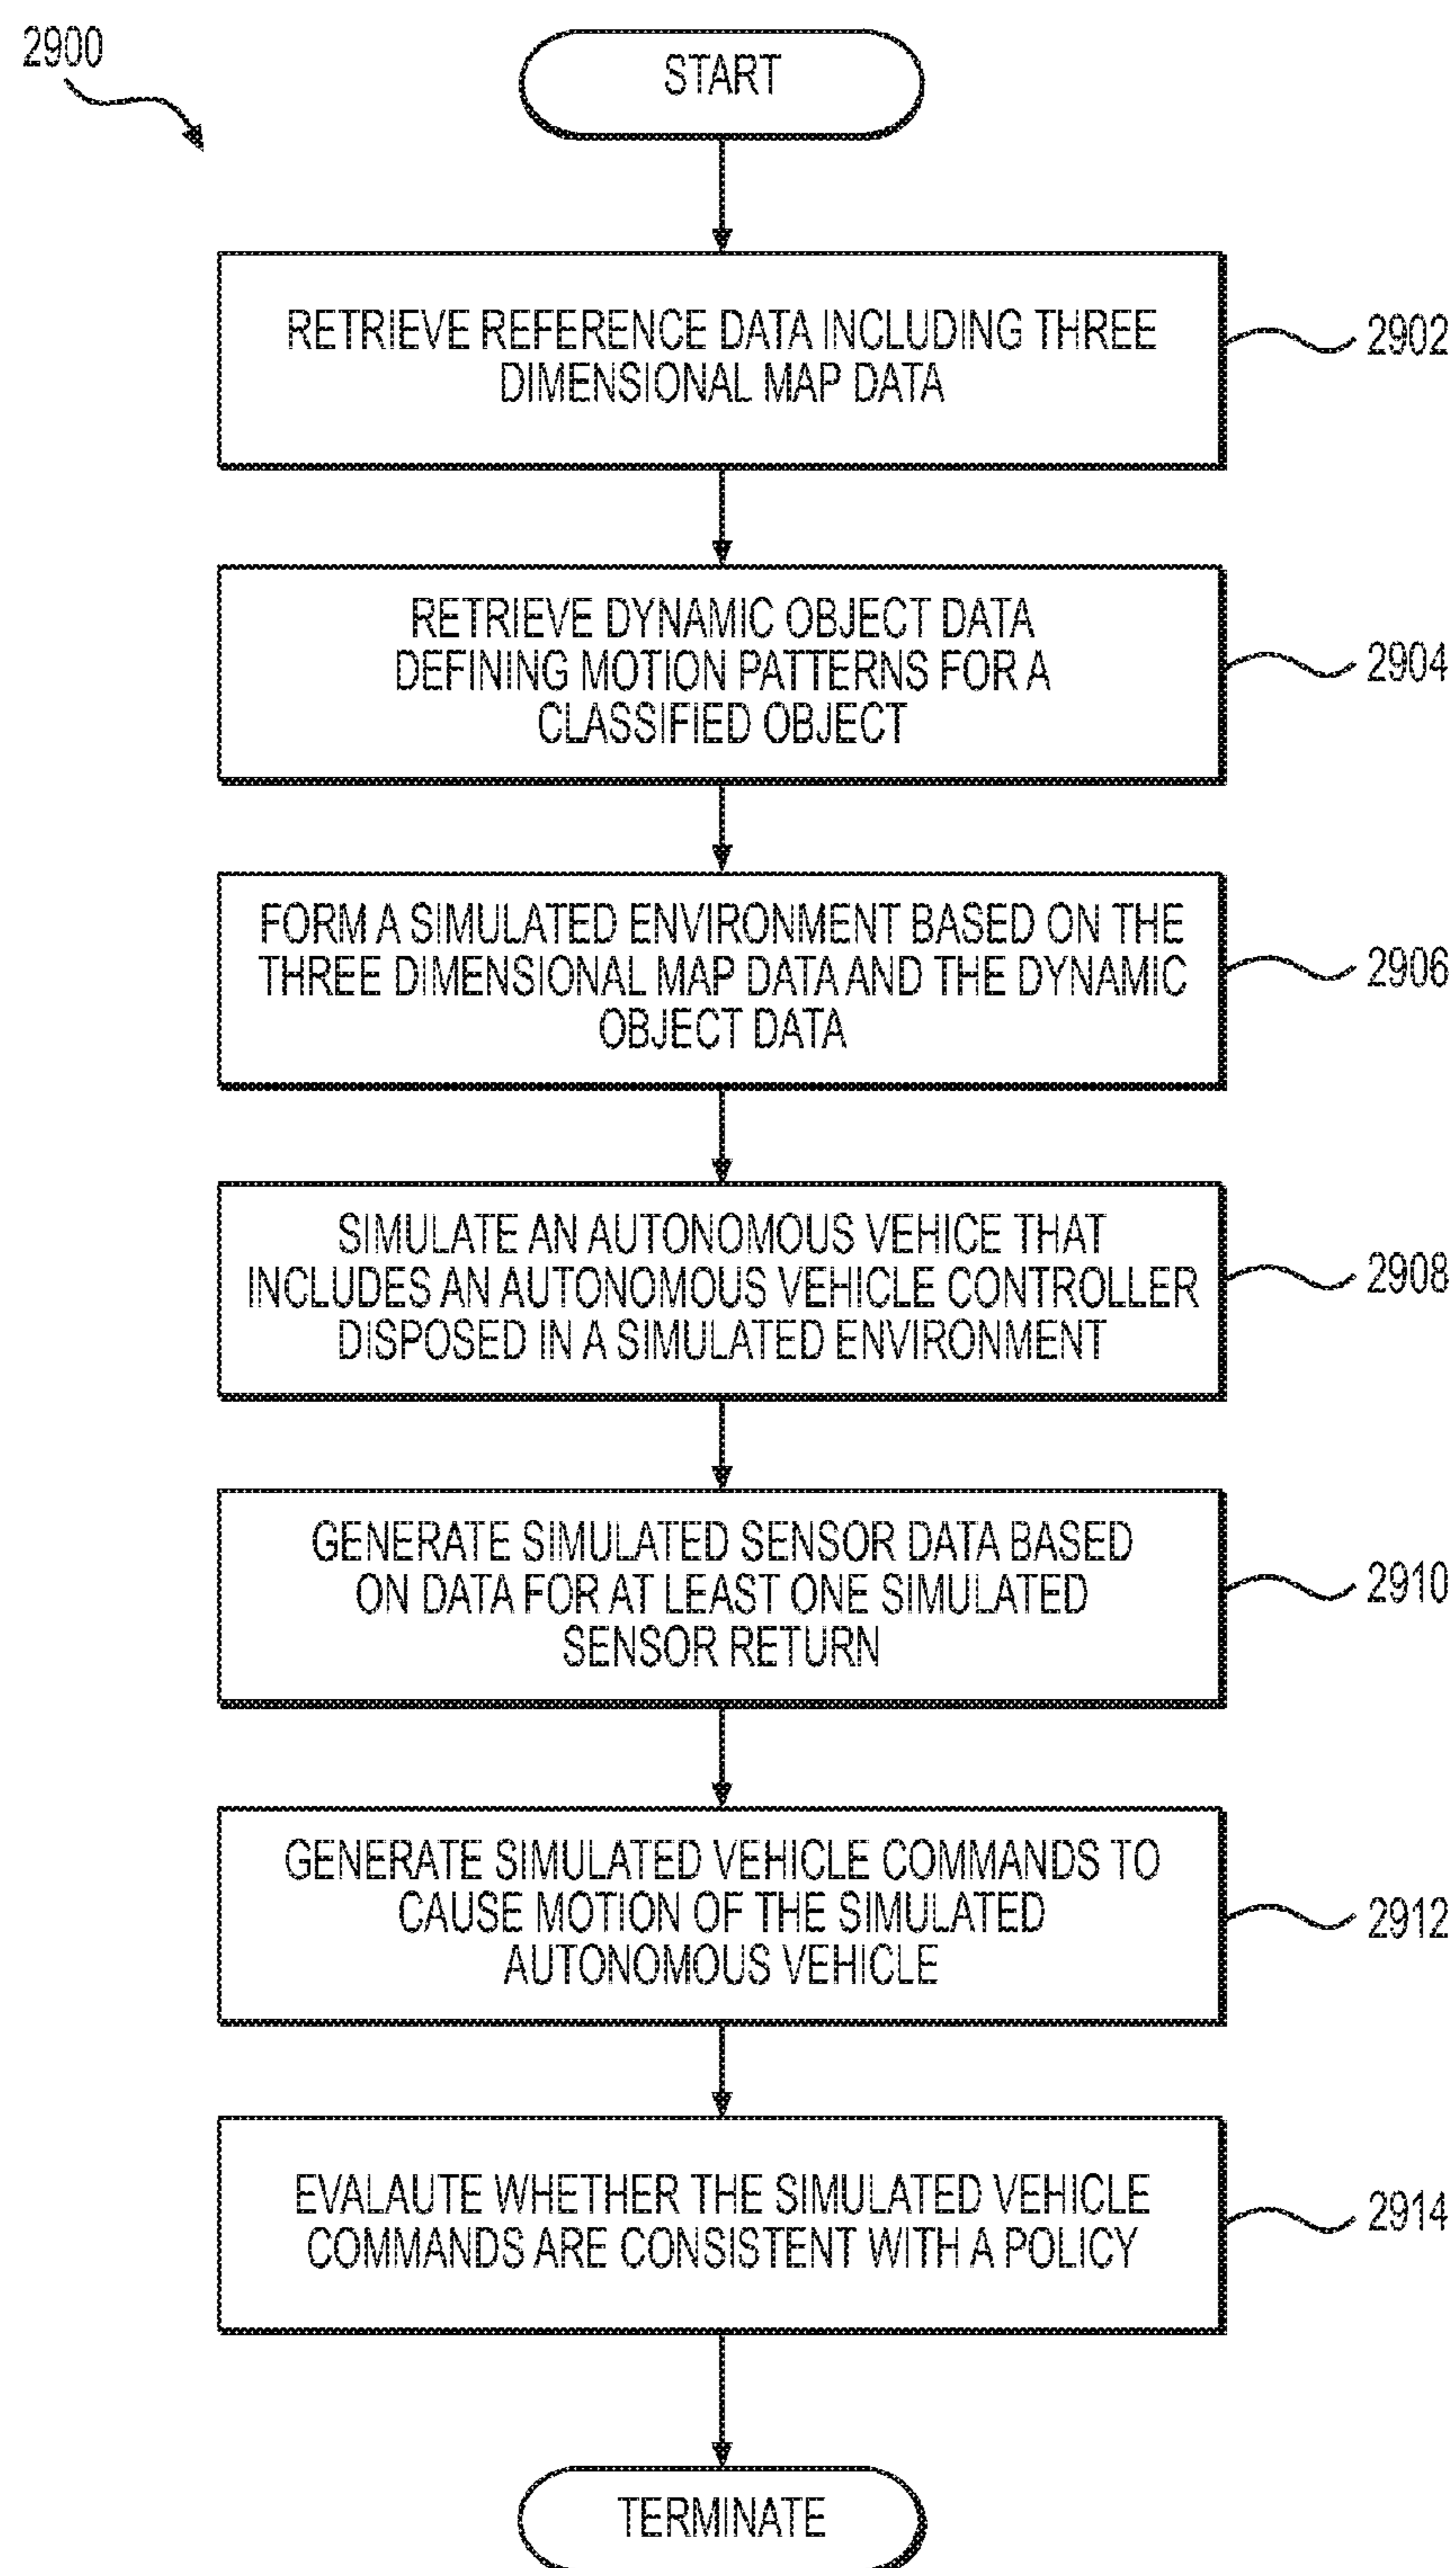 2900
START
RETRIEVE REFERENCE DATA INCLUDING THREE
DIMENSIONAL MAP DATA
2902
RETRIEVE DYNAMIC OBJECT DATA
DEFINING MOTION PATTERNS FOR A
CLASSIFIED OBJECT
2904
FORM A SIMULATED ENVIRONMENT BASED ON THE
THREE DIMENSIONAL MAP DATA AND THE DYNAMIC
OBJECT DATA
2906
SIMULATE AN AUTONOMOUS VEHICE THAT
INCLUDES AN AUTONOMOUS VEHICLE CONTROLLER
DISPOSED IN A SIMULATED ENVIRONMENT
2908
GENERATE SIMULATED SENSOR DATA BASED
ON DATA FOR AT LEAST ONE SIMULATED
SENSOR RETURN
2910
GENERATE SIMULATED VEHICLE COMMANDS TO
CAUSE MOTION OF THE SIMULATED
AUTONOMOUS VEHICLE
2912
EVALAUTE WHETHER THE SIMULATED VEHICLE
COMMANDS ARE CONSISTENT WITH A POLICY
2914
TERMINATE